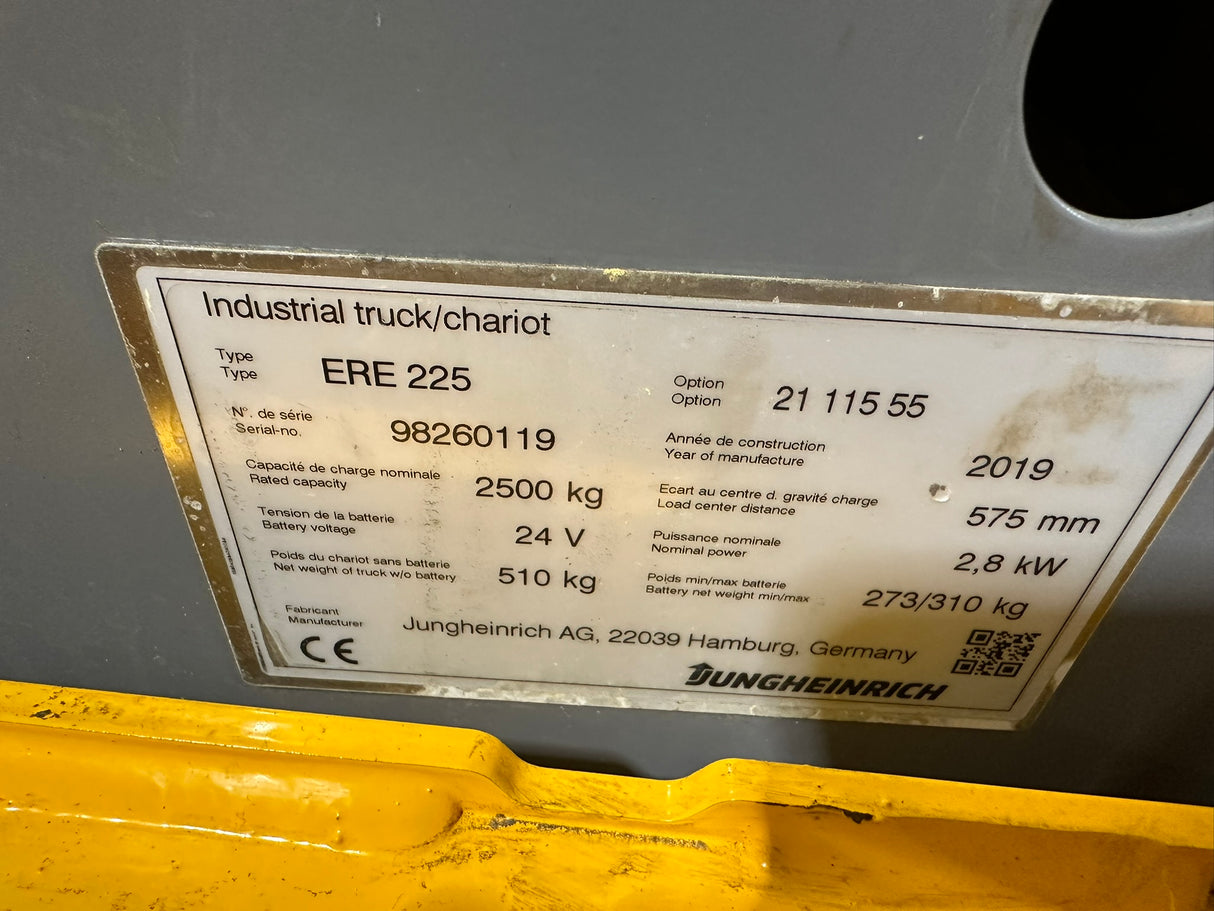 Industrial truck/chariot
Type
Type
ERE 225
Option
Option
21 115 55
N°. de série
Serial-no.
98260119
Année de construction
Year of manufacture
2019
Capacité de charge nominale
Rated capacity
2500 kg
Ecart au centre d. gravité charge
Load center distance
575 mm
Tension de la batterie
Battery voltage
24 V
Puissance nominale
Nominal power
2,8 kW
Poids du chariot sans batterie
Net weight of truck w/o battery
510 kg
Poids min/max batterie
Battery net weight min/max
273/310 kg
Fabricant
Manufacturer
Jungheinrich AG, 22039 Hamburg, Germany
CE
JUNGHEINRICH